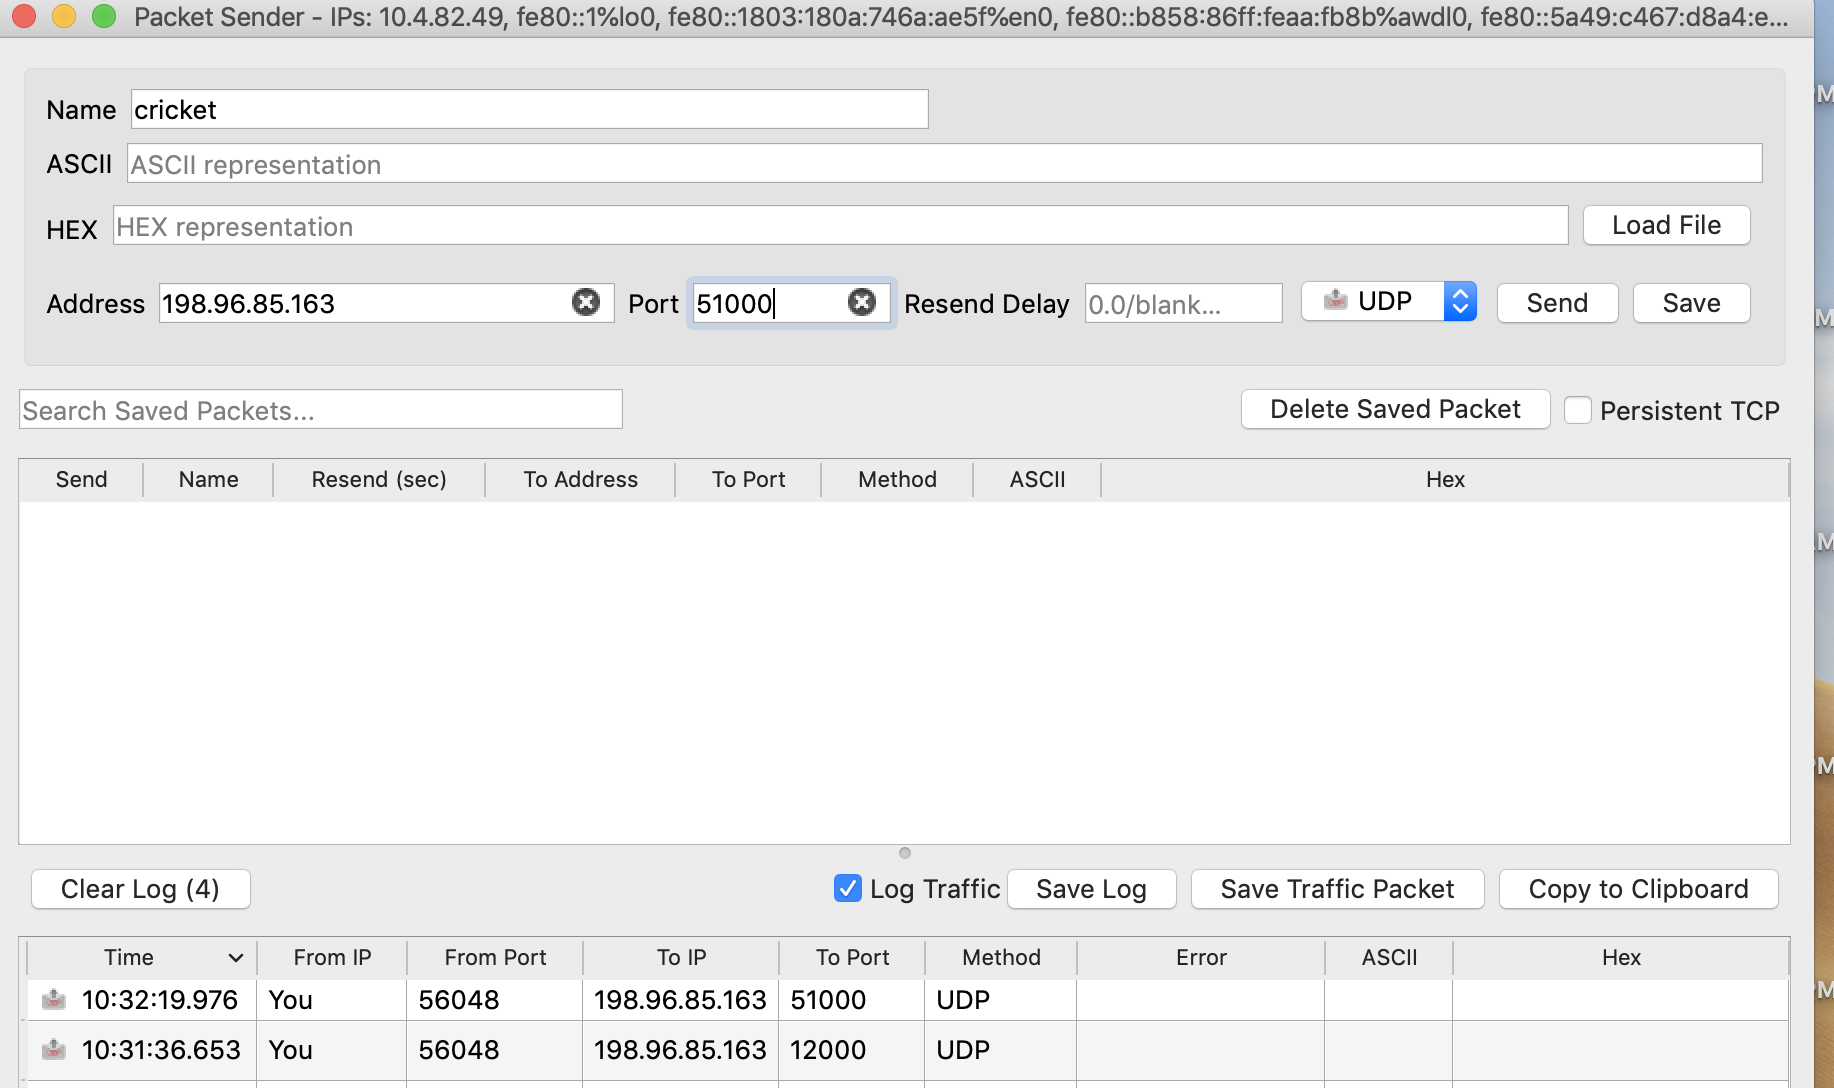 Packet Sender - IPs: 10.4.82.49, fe80::1%lo0, fe80::1803:180a:746a:ae5f%en0, fe80::b858:86ff:feaa:fb8b%awdl0, fe80::5a49:c467:d8a4:e...
Name cricket
ASCII ASCII representation
HEX HEX representation Load File
Address 198.96.85.163 Port 51000 Resend Delay 0.0/blank... UDP Send Save
Search Saved Packets... Delete Saved Packet Persistent TCP
Send Name Resend (sec) To Address To Port Method ASCII Hex
Clear Log (4) Log Traffic Save Log Save Traffic Packet Copy to Clipboard
Time From IP From Port To IP To Port Method Error ASCII Hex
10:32:19.976 You 56048 198.96.85.163 51000 UDP
10:31:36.653 You 56048 198.96.85.163 12000 UDP